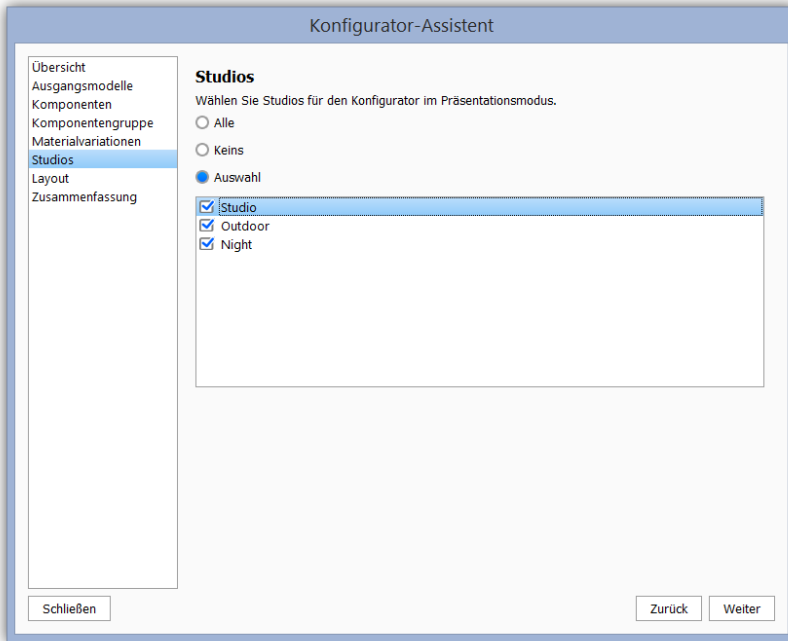 Konfigurator-Assistent
Übersicht
Ausgangsmodelle
Komponenten
Komponentengruppe
Materialvariationen
Studios
Layout
Zusammenfassung
Studios
Wählen Sie Studios für den Konfigurator im Präsentationsmodus.
Alle
Keins
Auswahl
Studio
Outdoor
Night
Schließen
Zurück
Weiter